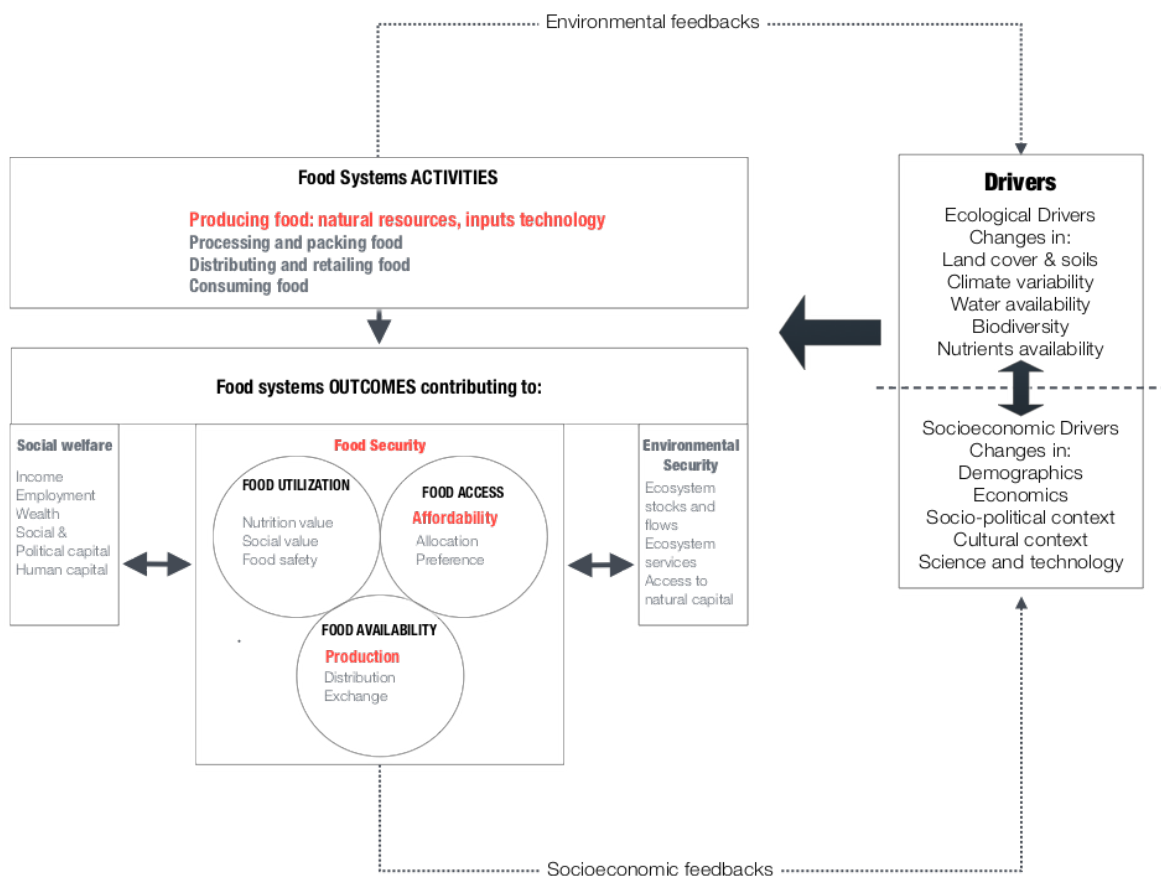 Environmental feedbacks
Food Systems ACTIVITIES
Producing food: natural resources, inputs technology
Processing and packing food
Distributing and retailing food
Consuming food
Food systems OUTCOMES contributing to:
Social welfare
Income
Employment
Wealth
Social &
Political capital
Human capital
Food Security
FOOD UTILIZATION
Nutrition value
Social value
Food safety
FOOD ACCESS
Affordability
Allocation
Preference
FOOD AVAILABILITY
Production
Distribution
Exchange
Environmental
Security
Ecosystem
stocks and
flows
Ecosystem
services
Access to
natural capital
Drivers
Ecological Drivers
Changes in:
Land cover & soils
Climate variability
Water availability
Biodiversity
Nutrients availability
Socioeconomic Drivers
Changes in:
Demographics
Economics
Socio-political context
Cultural context
Science and technology
Socioeconomic feedbacks